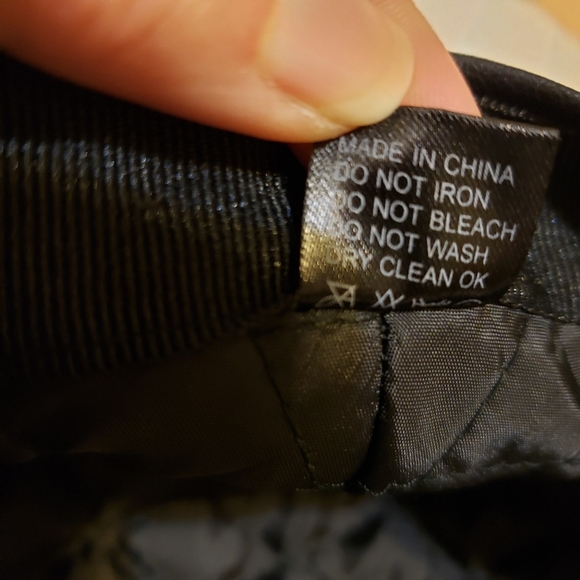 MADE IN CHINA
DO NOT IRON
DO NOT BLEACH
DO NOT WASH
DRY CLEAN OK